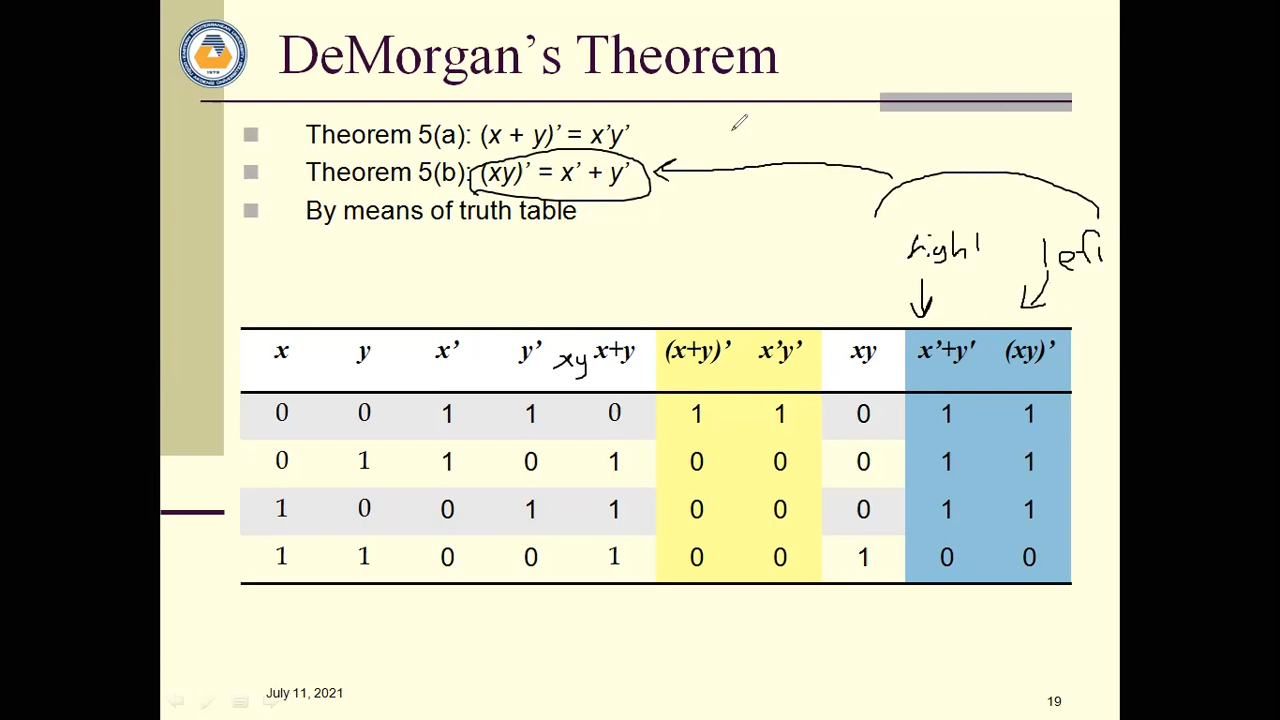 DeMorgan’s Theorem
Theorem 5(a): (x + y)’ = x’y’
Theorem 5(b): (xy)’ = x’ + y’
By means of truth table
right left
x y x’ y’ xy x+y (x+y)’ x’y’ xy x’+y' (xy)’
0 0 1 1 0 1 1 0 1 1
0 1 1 0 1 0 0 0 1 1
1 0 0 1 1 0 0 0 1 1
1 1 0 0 1 0 0 1 0 0
July 11, 2021
19